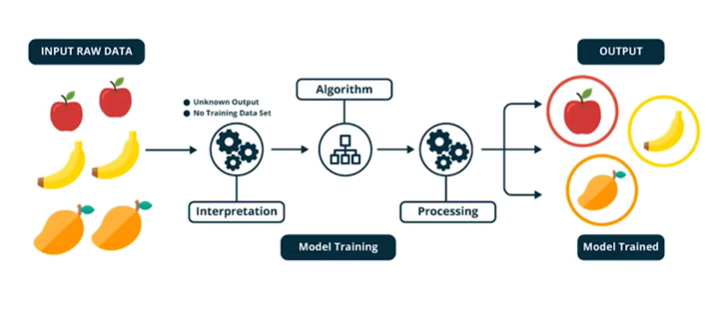 INPUT RAW DATA
OUTPUT
Algorithm
Unknown Output
No Training Data Set
Interpretation
Processing
Model Training
Model Trained